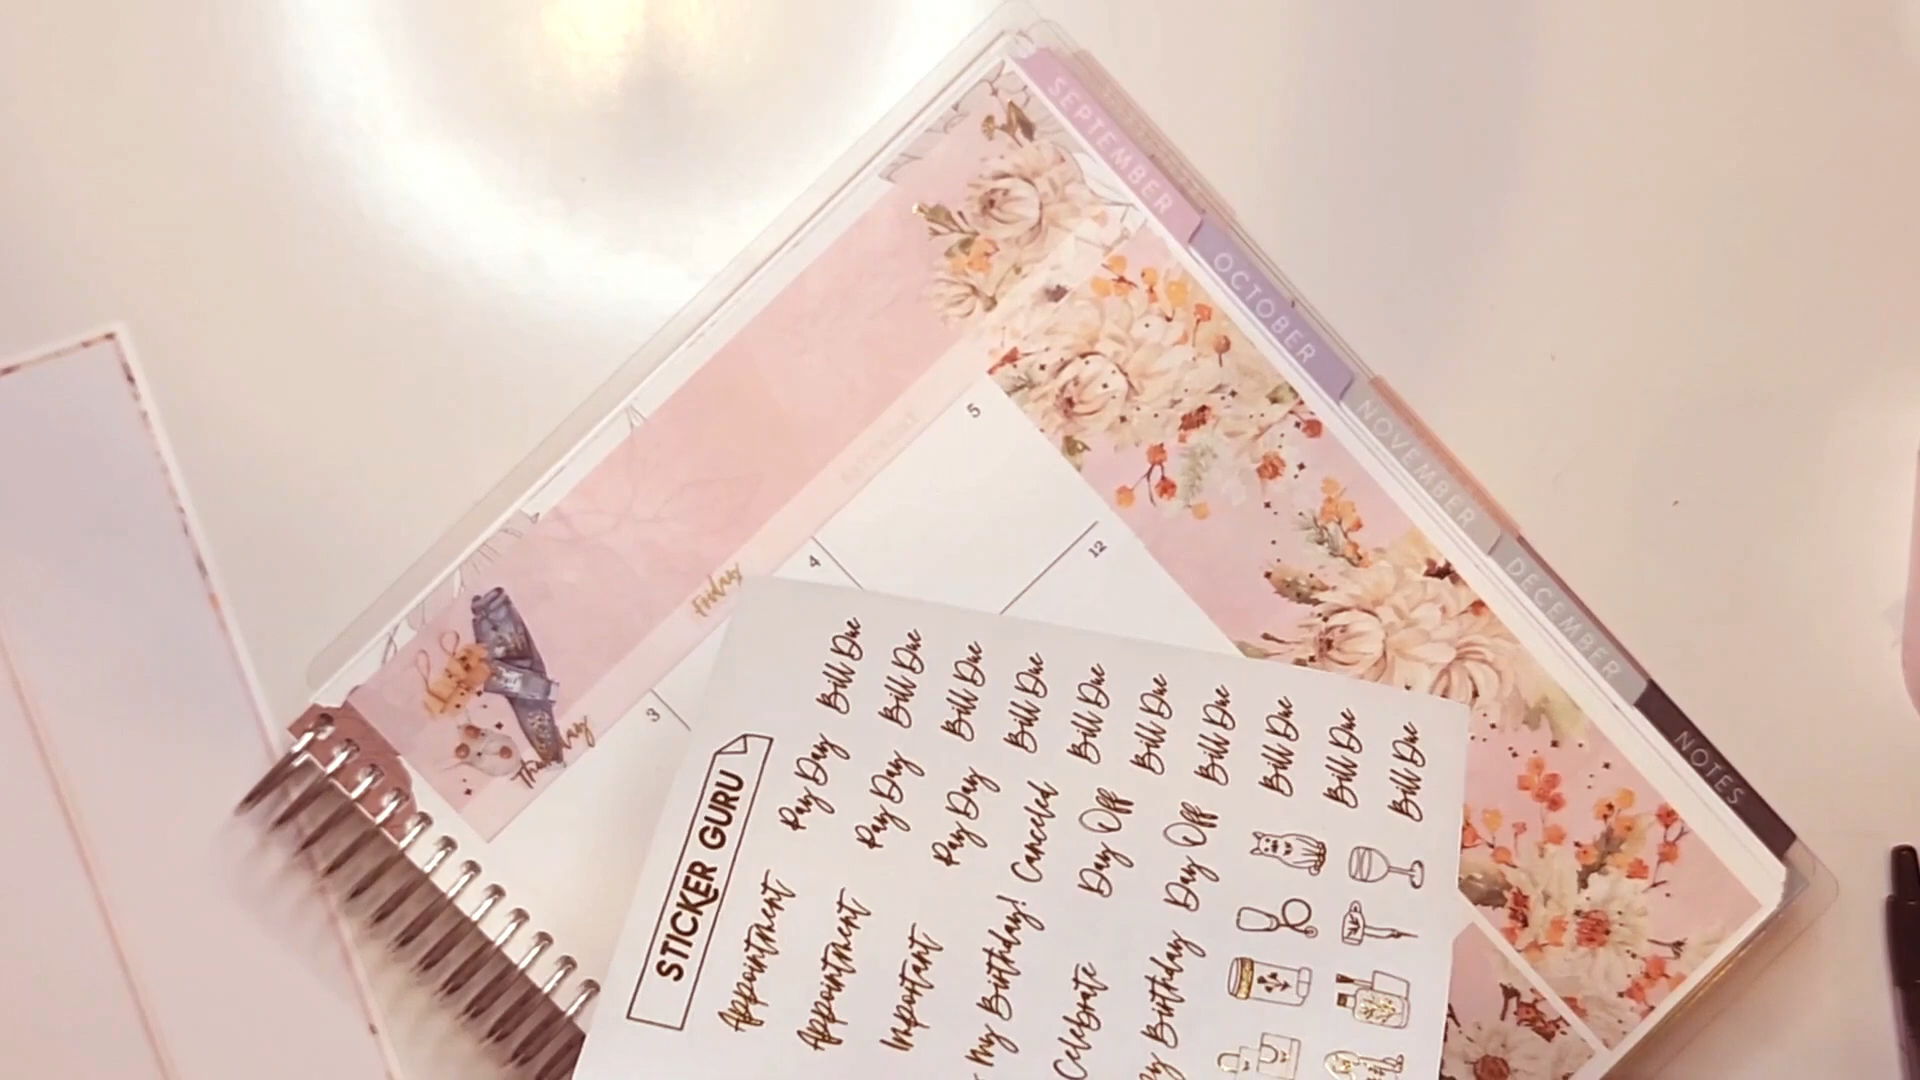 SEPTEMBER
OCTOBER
NOVEMBER
DECEMBER
NOTES
5
12
4
3
Friday
Thursday
STICKER GURU
Bill Due
Bill Due
Bill Due
Bill Due
Bill Due
Bill Due
Bill Due
Bill Due
Bill Due
Bill Due
Pay Day
Pay Day
Pay Day
Canceled
Day Off
Day Off
Appointment
Appointment
Important
My Birthday!
Celebrate
Birthday